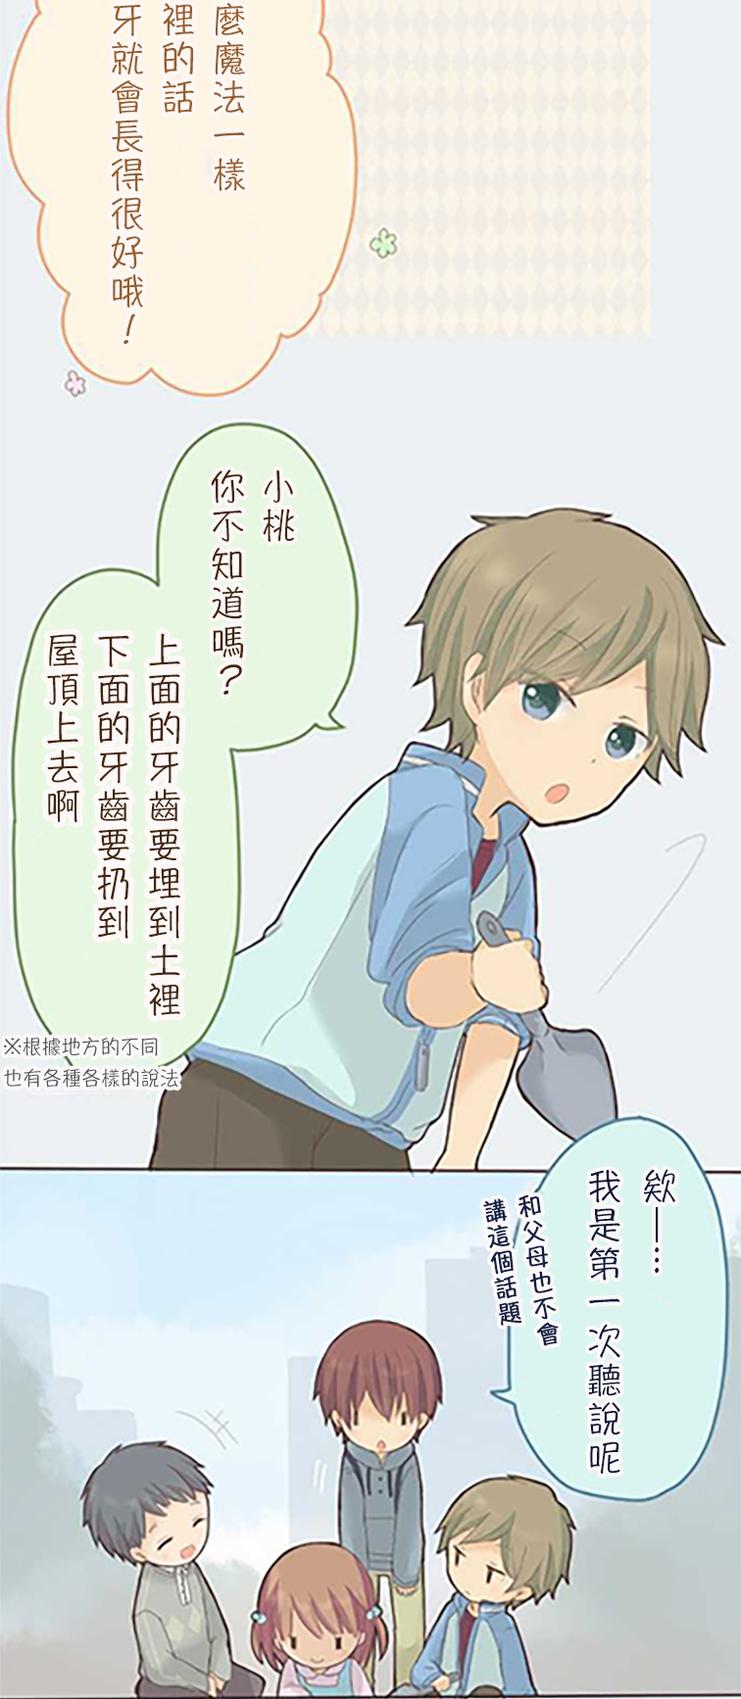 麼魔法一樣
裡的話
牙就會長得很好哦！
小桃
你不知道嗎？
上面的牙齒要埋到土裡
下面的牙齒要扔到
屋頂上去啊
※根據地方的不同
也有各種各樣的說法
欸—…
我是第一次聽說呢
和父母也不會
講這個話題